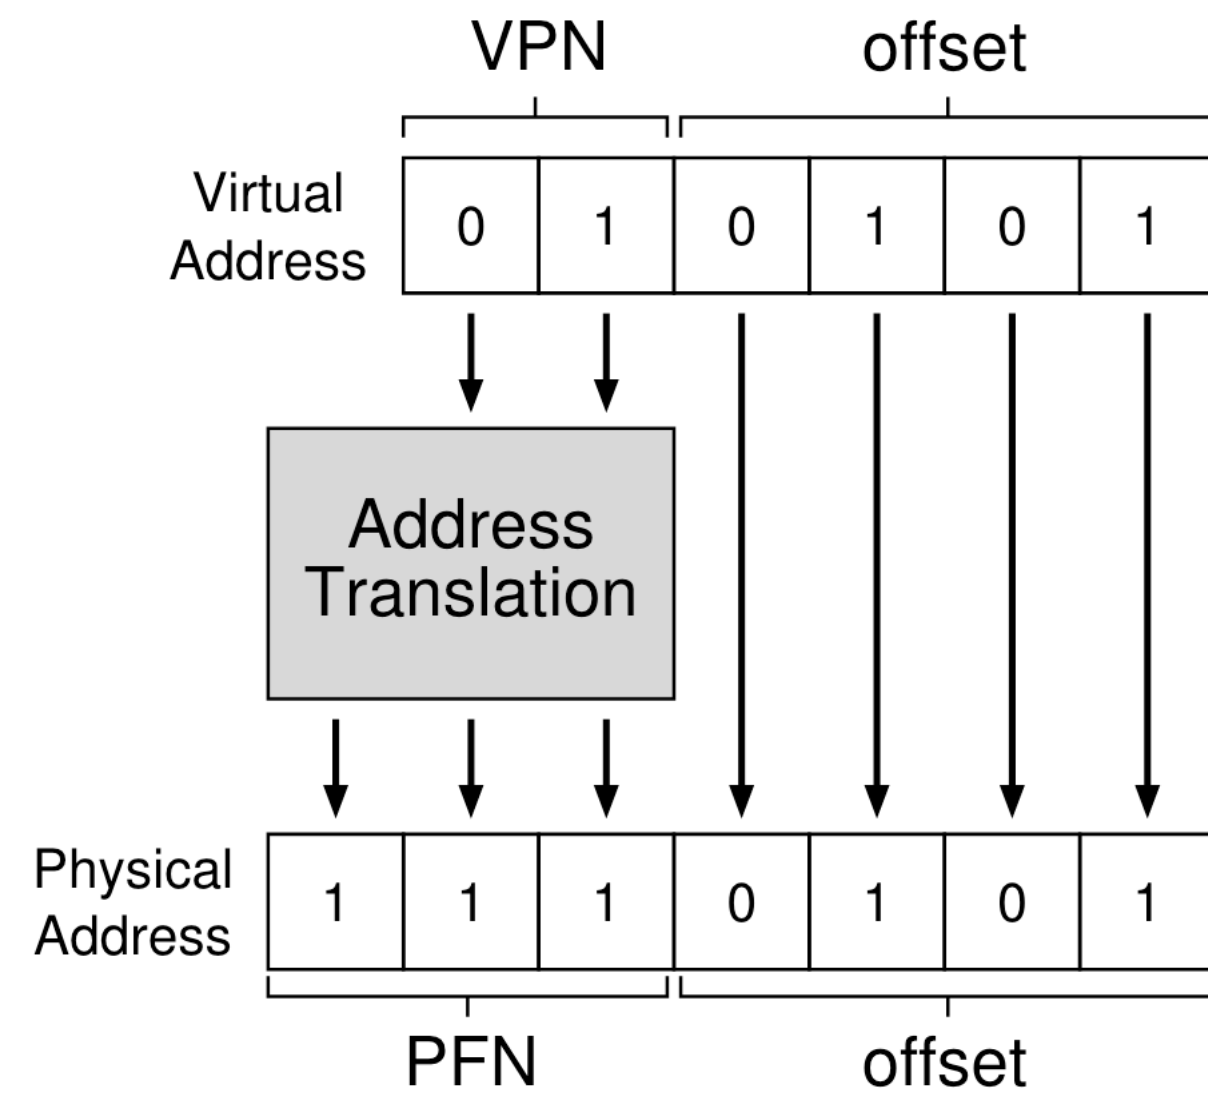 VPN offset
Virtual
Address
0 1 0 1 0 1
Address
Translation
Physical
Address
1 1 1 0 1 0 1
PFN offset